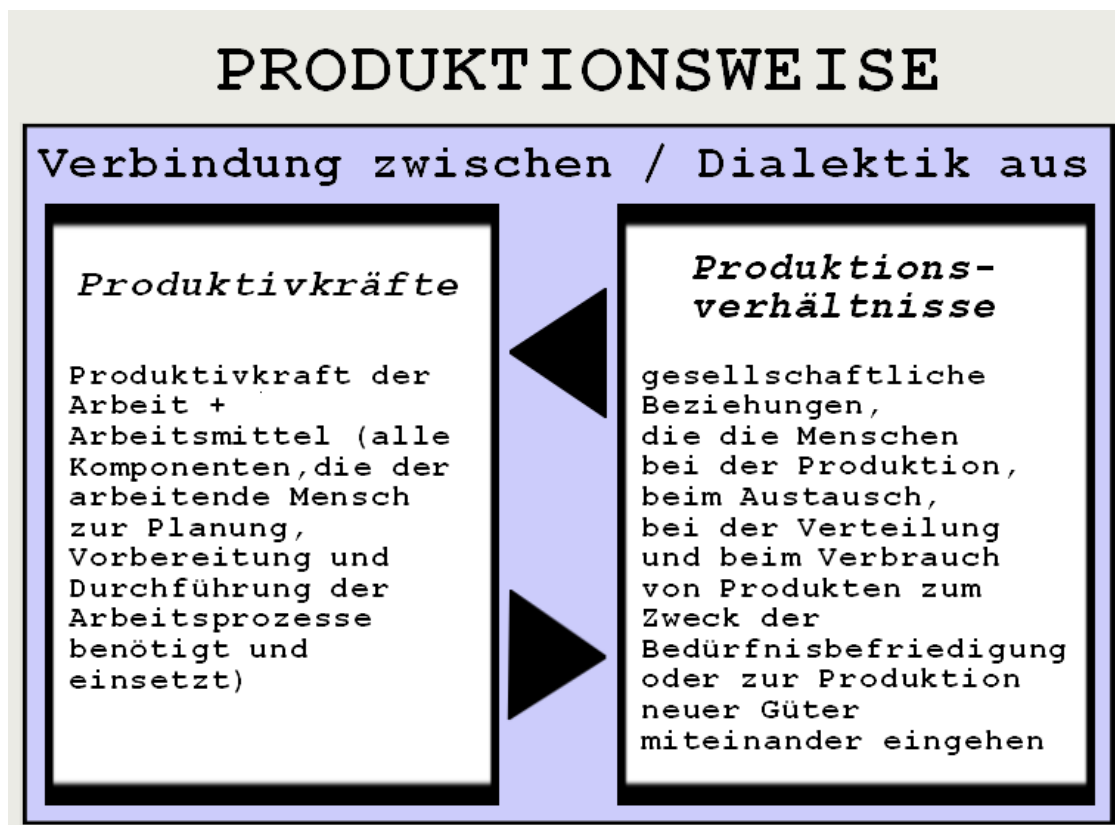 PRODUKTIONSWEISE
Verbindung zwischen / Dialektik aus
Produktivkräfte
Produktivkraft der
Arbeit +
Arbeitsmittel (alle
Komponenten,die der
arbeitende Mensch
zur Planung,
Vorbereitung und
Durchführung der
Arbeitsprozesse
benötigt und
einsetzt)
Produktions-
verhältnisse
gesellschaftliche
Beziehungen,
die die Menschen
bei der Produktion,
beim Austausch,
bei der Verteilung
und beim Verbrauch
von Produkten zum
Zweck der
Bedürfnisbefriedigung
oder zur Produktion
neuer Güter
miteinander eingehen